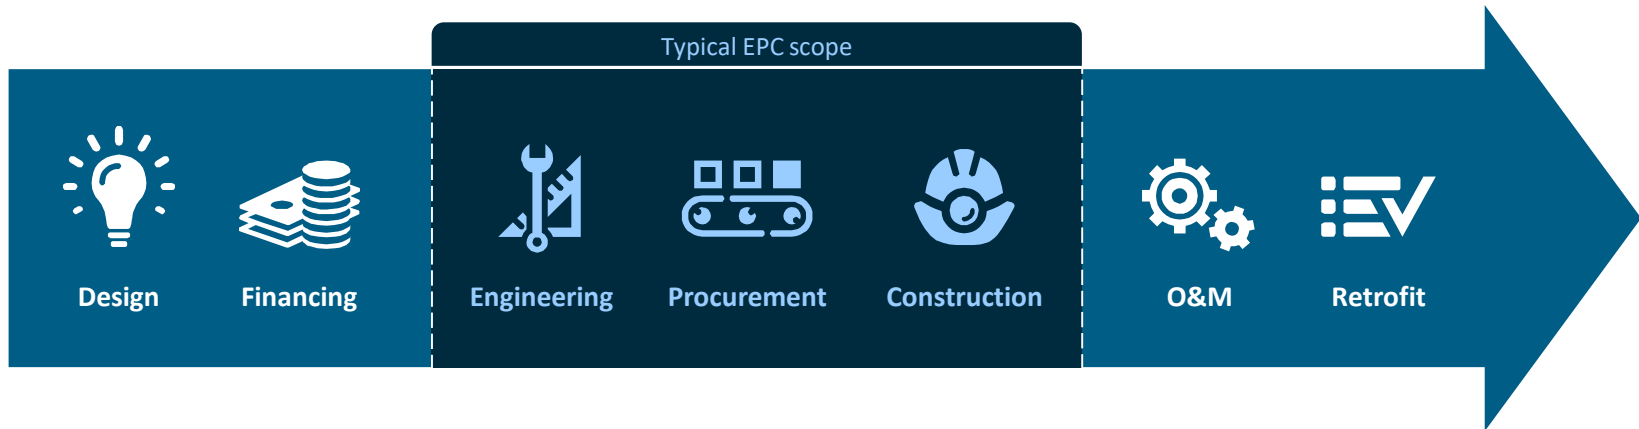 Typical EPC scope
Design
Financing
Engineering
Procurement
Construction
O&M
Retrofit